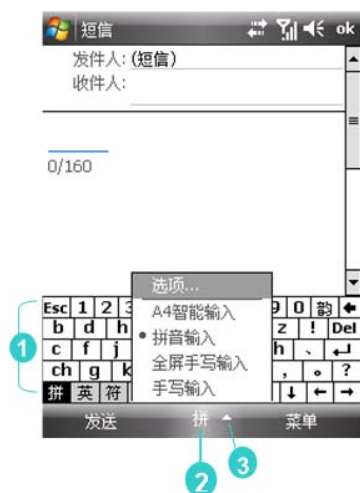 短信 ok
发件人: (短信)
收件人:
0/160
选项...
A4智能输入
拼音输入
全屏手写输入
手写输入
Esc 1 2 3 9 0 韵
b d h z ! Del
c f j h 、
ch g k , 。 ?
拼 英 符
发送 拼 菜单
1
2 3